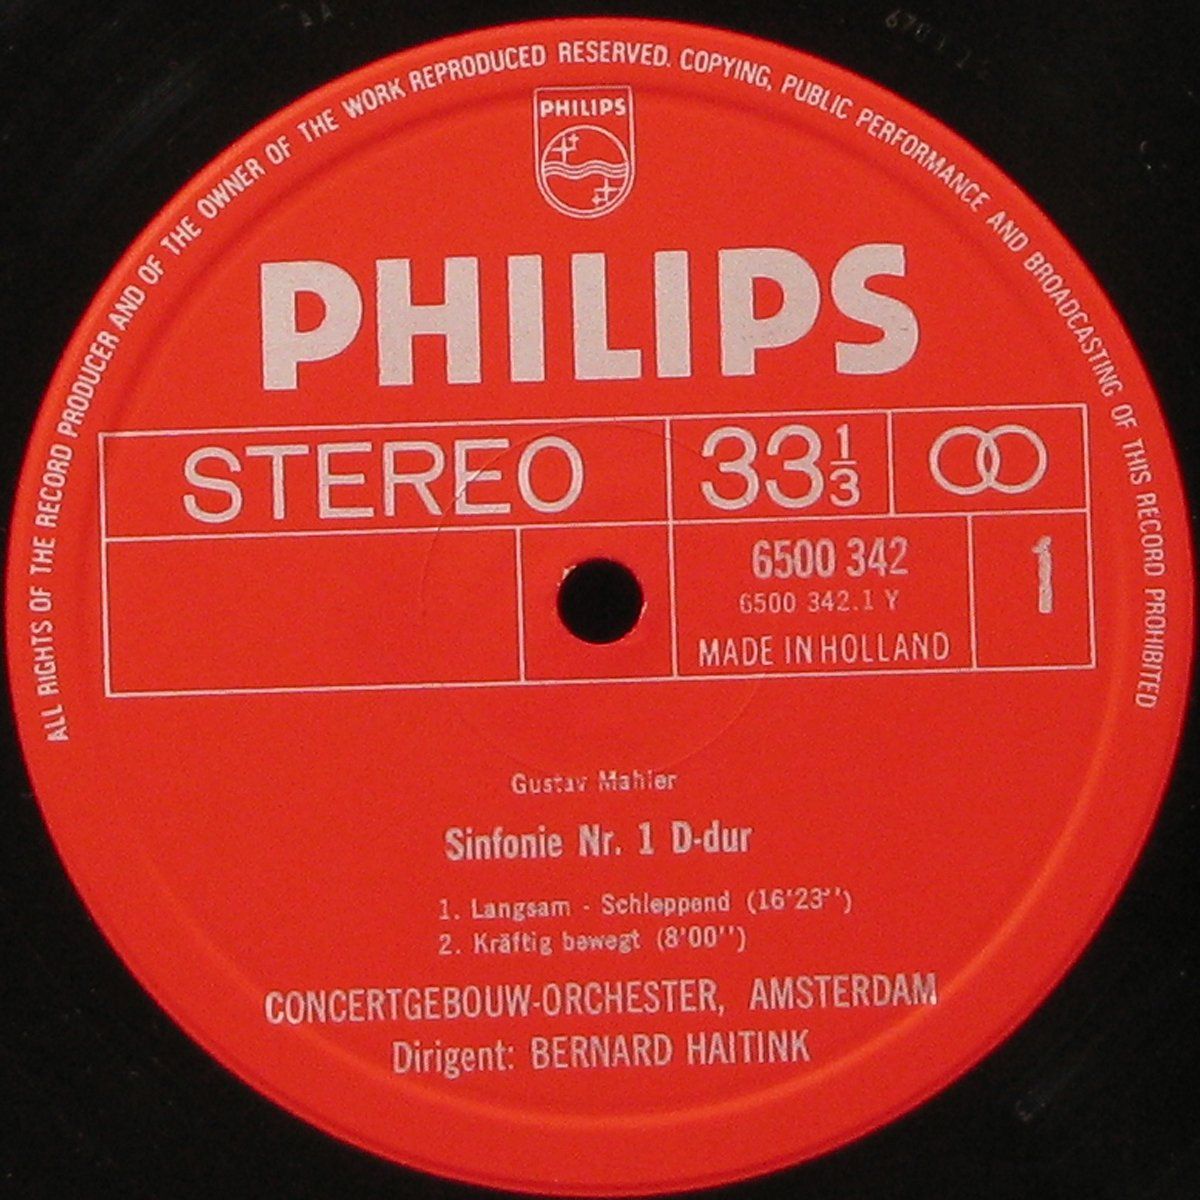 ALL RIGHTS OF THE RECORD PRODUCER AND OF THE OWNER OF THE WORK REPRODUCED RESERVED. COPYING, PUBLIC PERFORMANCE AND BROADCASTING OF THIS RECORD PROHIBITED
PHILIPS
PHILIPS
STEREO 33 1/3
6500 342 1
6500 342.1 Y
MADE IN HOLLAND
Gustav Mahler
Sinfonie Nr. 1 D-dur
1. Langsam - Schleppend (16'23'')
2. Kräftig bewegt (8'00'')
CONCERTGEBOUW-ORCHESTER, AMSTERDAM
Dirigent: BERNARD HAITINK